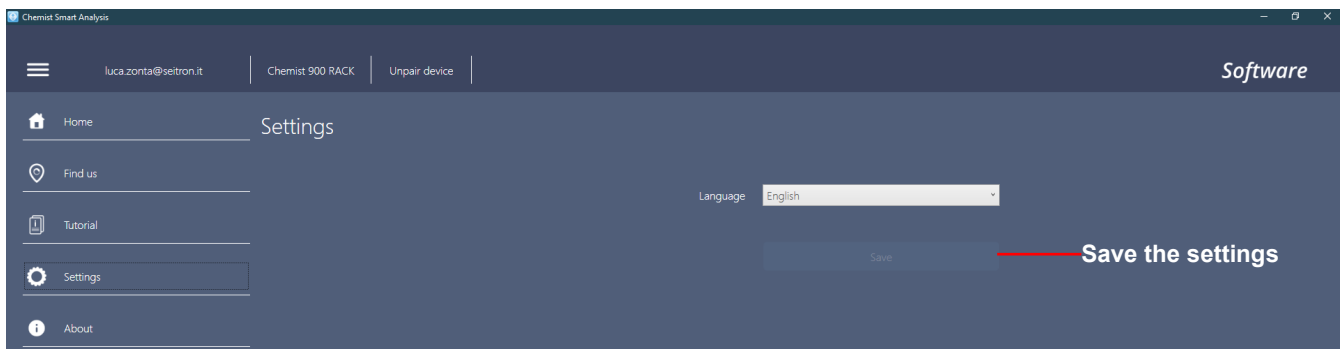 Chemist Smart Analysis
luca.zonta@seitron.it
Chemist 900 RACK
Unpair device
Software
Home
Settings
Find us
Language
English
Tutorial
Save
Save the settings
Settings
About